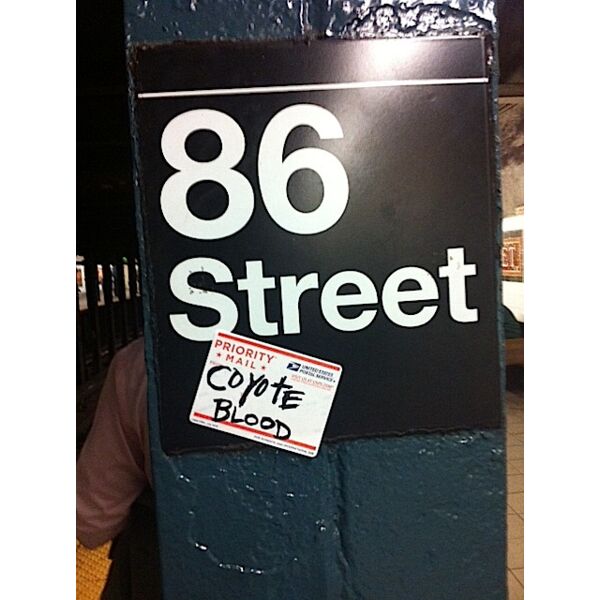 86
Street
PRIORITY
★ MAIL ★
UNITED STATES
POSTAL SERVICE
COYOTE
BLOOD